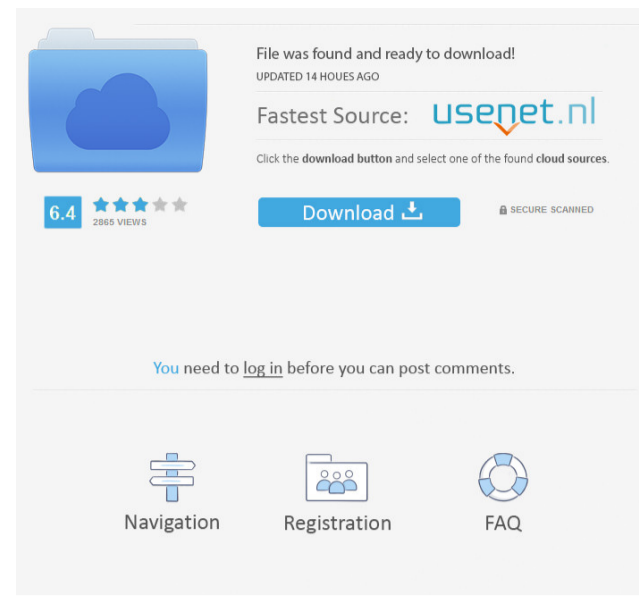 File was found and ready to download!
UPDATED 14 HOUES AGO
Fastest Source: usenet.nl
Click the download button and select one of the found cloud sources.
6.4
2865 VIEWS
Download
SECURE SCANNED
You need to log in before you can post comments.
Navigation
Registration
FAQ